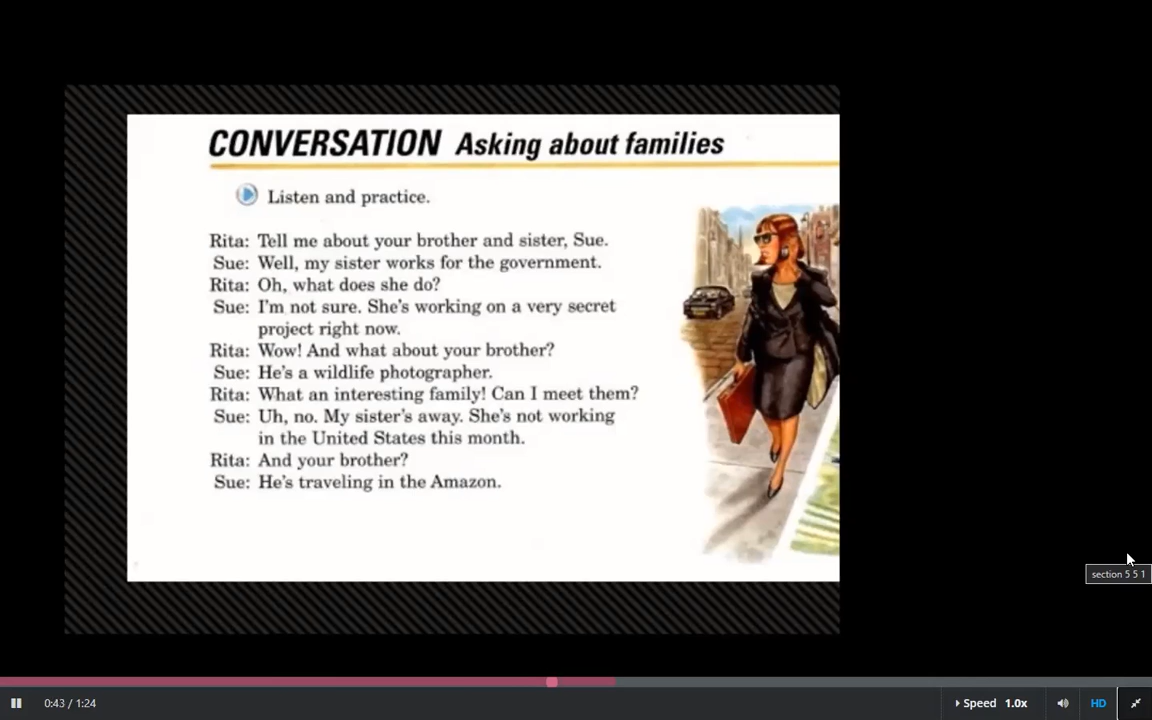 CONVERSATION Asking about families
Listen and practice.
Rita: Tell me about your brother and sister, Sue.
Sue: Well, my sister works for the government.
Rita: Oh, what does she do?
Sue: I'm not sure. She's working on a very secret
project right now.
Rita: Wow! And what about your brother?
Sue: He's a wildlife photographer.
Rita: What an interesting family! Can I meet them?
Sue: Uh, no. My sister's away. She's not working
in the United States this month.
Rita: And your brother?
Sue: He's traveling in the Amazon.
section 5 5 1
0:43 / 1:24
Speed 1.0x
HD